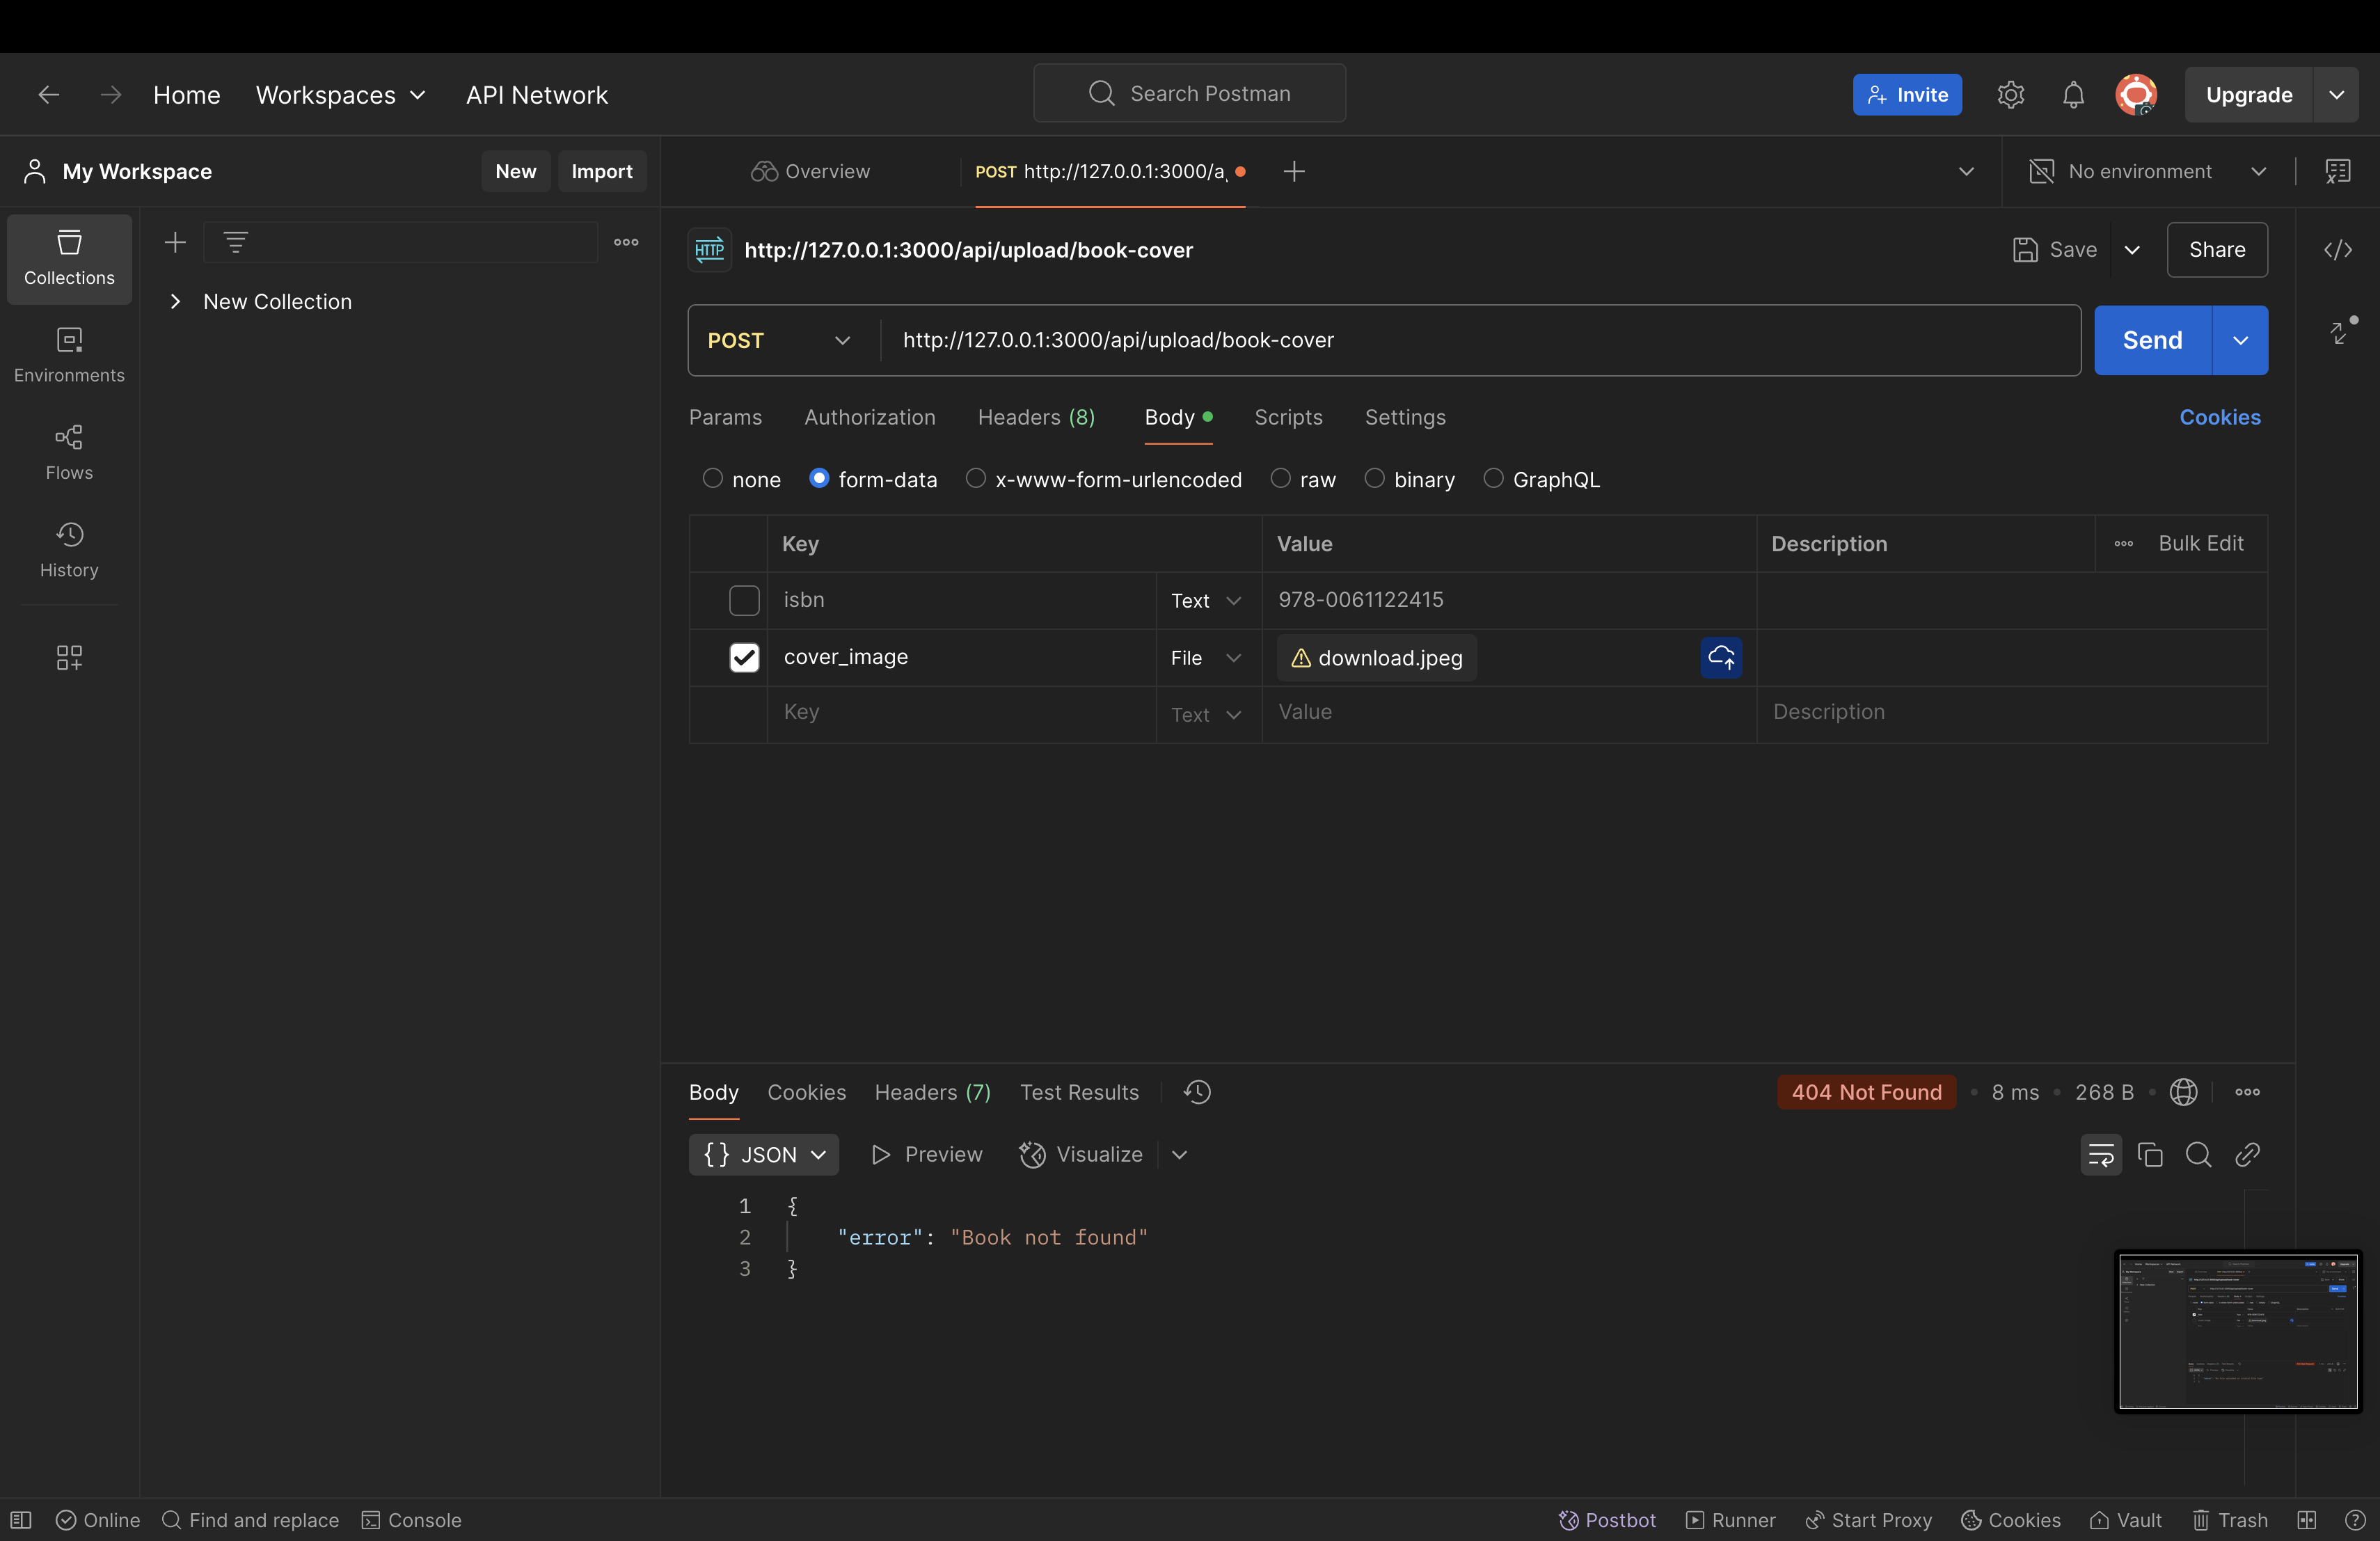 Home Workspaces API Network Search Postman Invite Upgrade
My Workspace New Import Overview POST http://127.0.0.1:3000/a No environment
HTTP http://127.0.0.1:3000/api/upload/book-cover Save Share
Collections
New Collection
Environments
Flows
History
POST http://127.0.0.1:3000/api/upload/book-cover Send
Params Authorization Headers (8) Body Scripts Settings Cookies
none form-data x-www-form-urlencoded raw binary GraphQL
Key Value Description Bulk Edit
isbn Text 978-0061122415
cover_image File download.jpeg
Key Text Value Description
Body Cookies Headers (7) Test Results 404 Not Found 8 ms 268 B
{} JSON Preview Visualize
1 {
2 "error": "Book not found"
3 }
Online Find and replace Console Postbot Runner Start Proxy Cookies Vault Trash